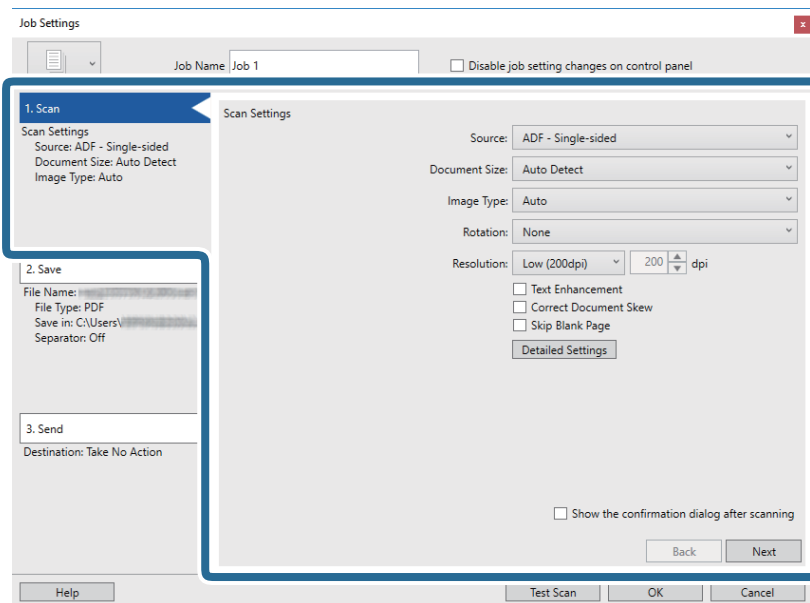 Job Settings
x
Job Name Job 1
Disable job setting changes on control panel
1. Scan
Scan Settings
Source: ADF - Single-sided
Document Size: Auto Detect
Image Type: Auto
Scan Settings
Source: ADF - Single-sided
Document Size: Auto Detect
Image Type: Auto
Rotation: None
Resolution: Low (200dpi) 200 dpi
Text Enhancement
Correct Document Skew
Skip Blank Page
Detailed Settings
2. Save
File Name:
File Type: PDF
Save in: C:\Users\
Separator: Off
3. Send
Destination: Take No Action
Show the confirmation dialog after scanning
Back Next
Help Test Scan OK Cancel